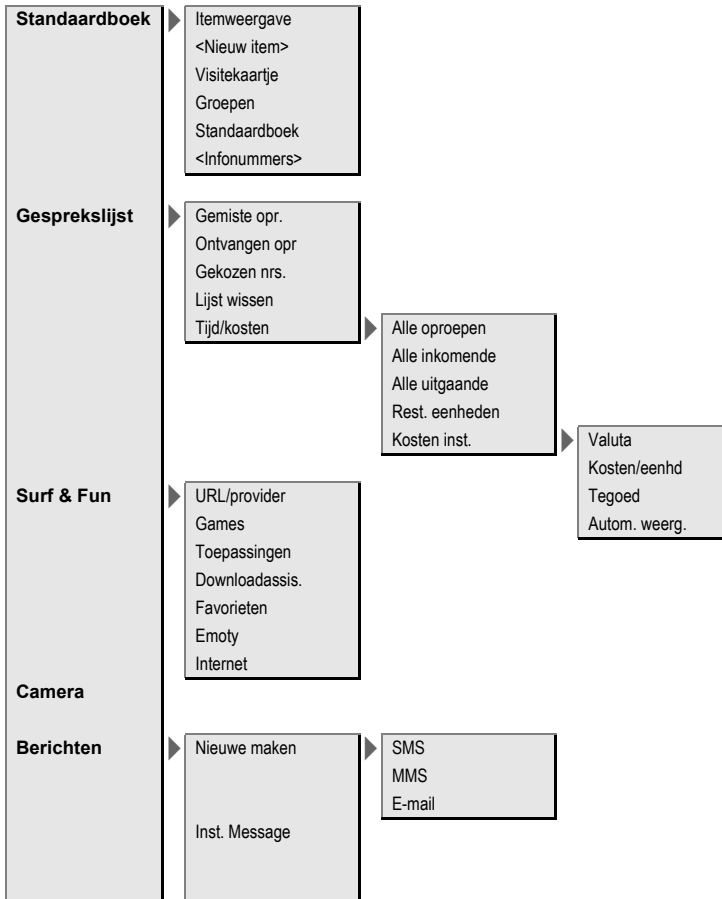 Standaardboek
Itemweergave
<Nieuw item>
Visitekaartje
Groepen
Standaardboek
<Infonummers>
Gesprekslijst
Gemiste opr.
Ontvangen opr
Gekozen nrs.
Lijst wissen
Tijd/kosten
Alle oproepen
Alle inkomende
Alle uitgaande
Rest. eenheden
Kosten inst.
Valuta
Kosten/eenhd
Tegoed
Autom. weerg.
Surf & Fun
URL/provider
Games
Toepassingen
Downloadassis.
Favorieten
Emoty
Internet
Camera
Berichten
Nieuwe maken
SMS
MMS
E-mail
Inst. Message